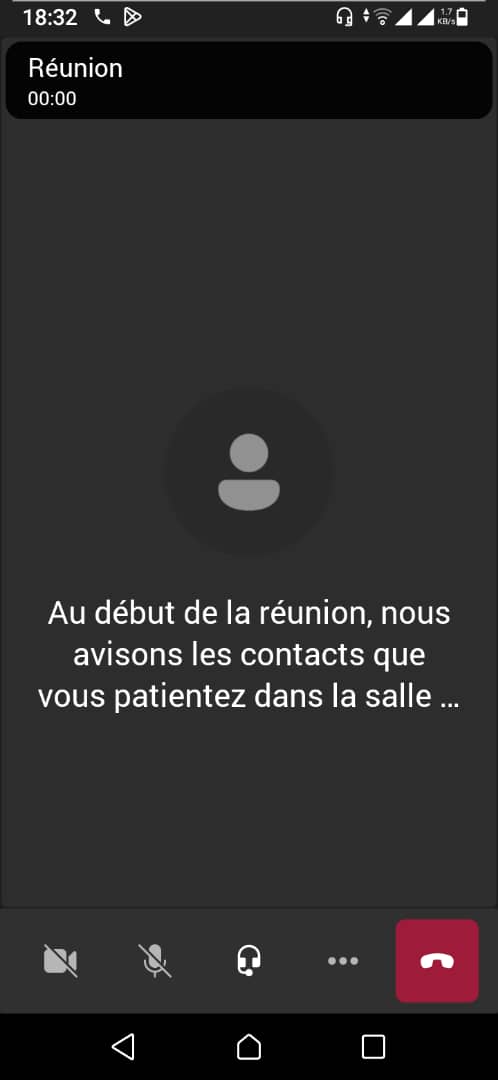 18:32
1.7
KB/s
Réunion
00:00
Au début de la réunion, nous
avisons les contacts que
vous patientez dans la salle ...